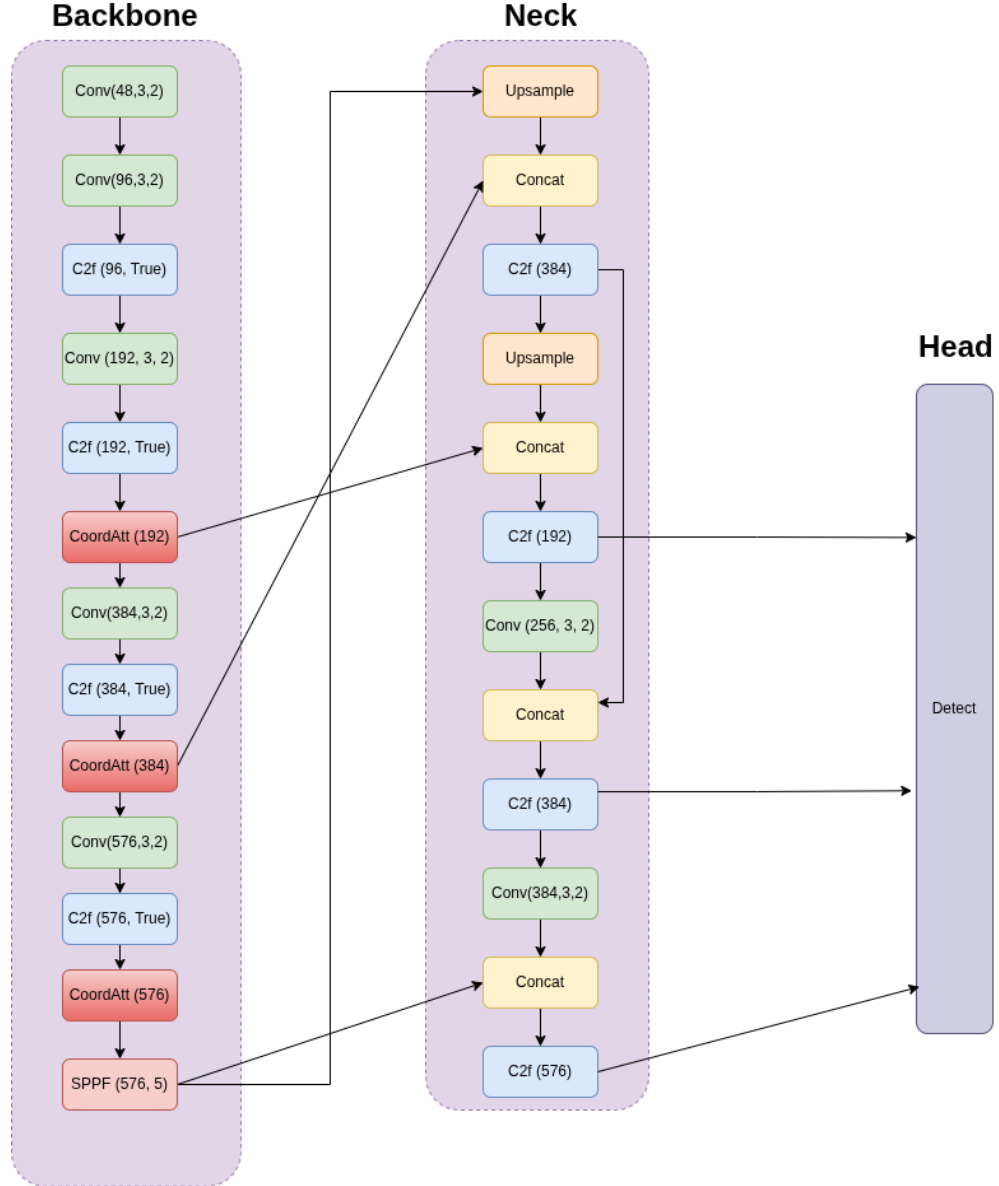 Backbone
Conv(48,3,2)
Conv(96,3,2)
C2f (96, True)
Conv (192, 3, 2)
C2f (192, True)
CoordAtt (192)
Conv(384,3,2)
C2f (384, True)
CoordAtt (384)
Conv(576,3,2)
C2f (576, True)
CoordAtt (576)
SPPF (576, 5)
Neck
Upsample
Concat
C2f (384)
Upsample
Concat
C2f (192)
Conv (256, 3, 2)
Concat
C2f (384)
Conv(384,3,2)
Concat
C2f (576)
Head
Detect